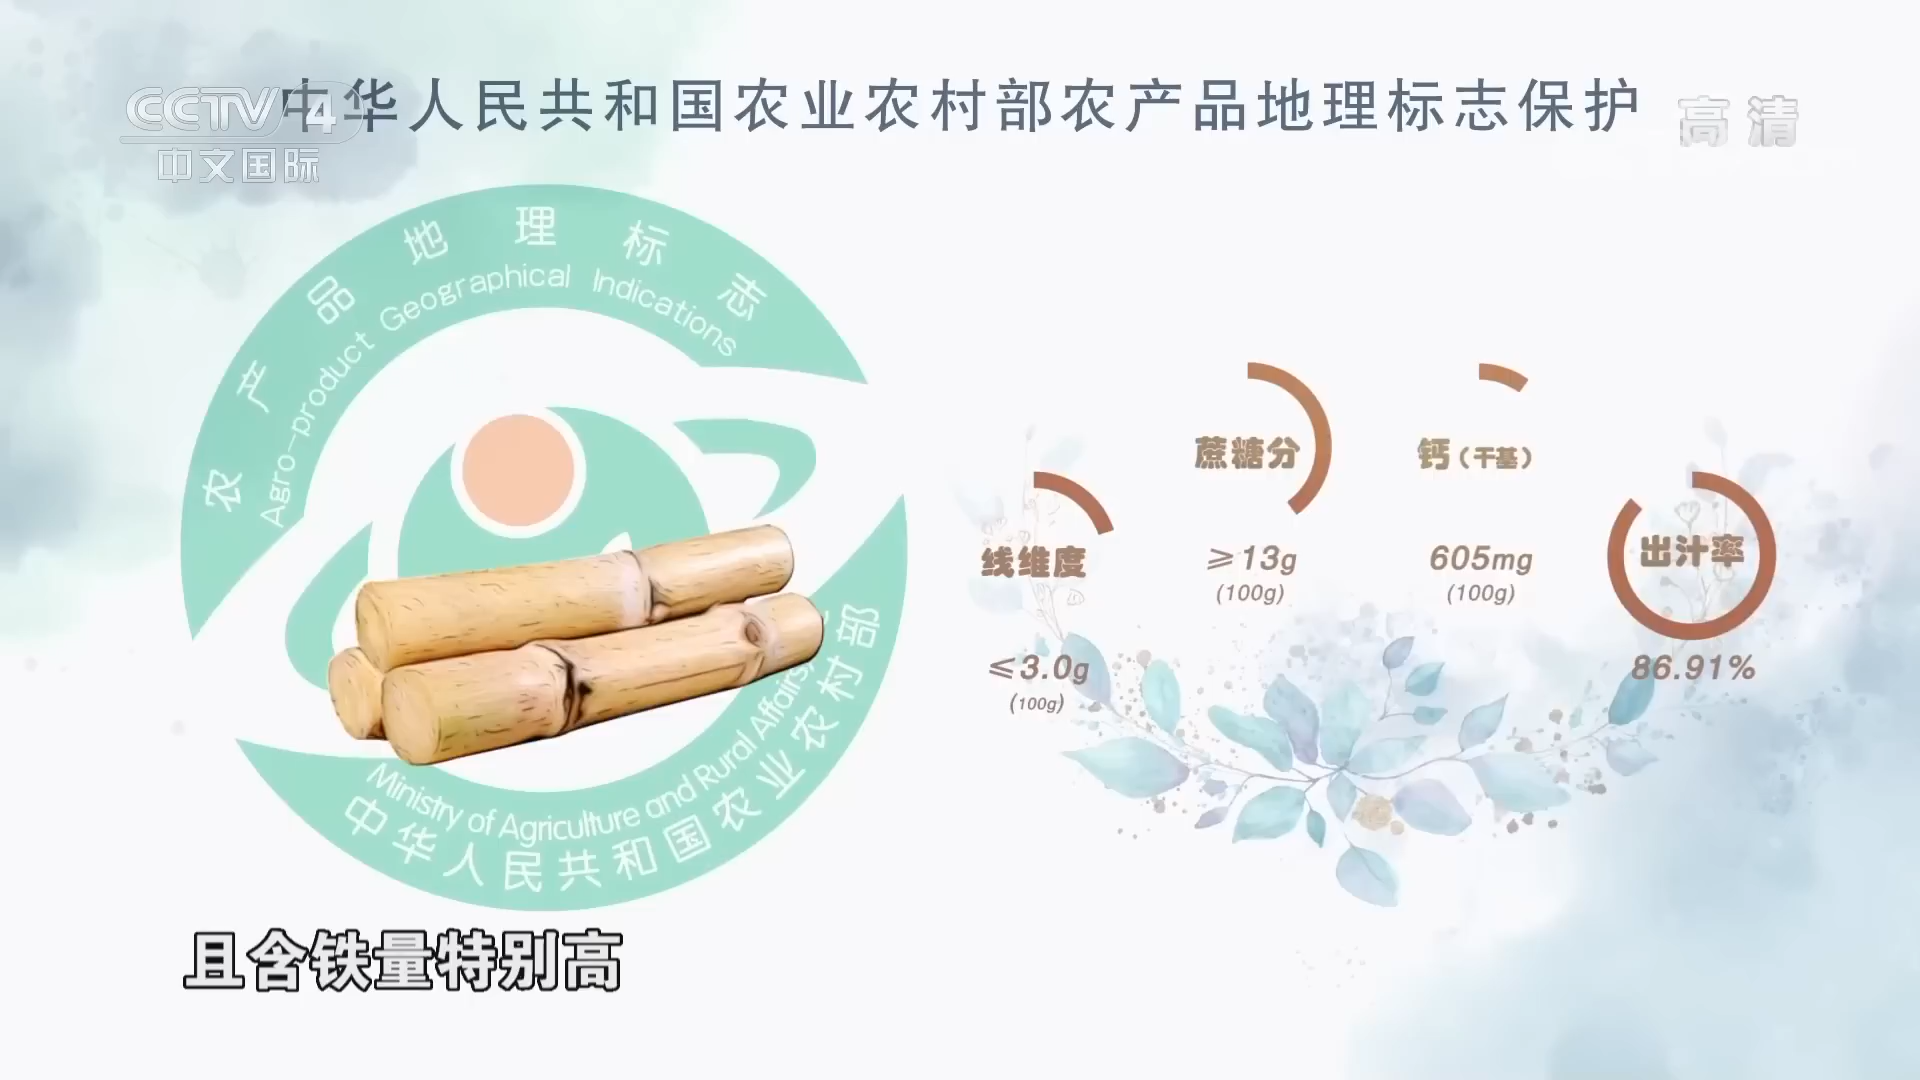 中华人民共和国农业农村部农产品地理标志保护
CCTV 4
中文国际
高清
农产品地理标志
Agro-product Geographical Indications
蔗糖分
≥13g
(100g)
钙(干基)
605mg
(100g)
线维度
≤3.0g
(100g)
出汁率
86.91%
Ministry of Agriculture and Rural Affairs
中华人民共和国农业农村部
且含铁量特别高